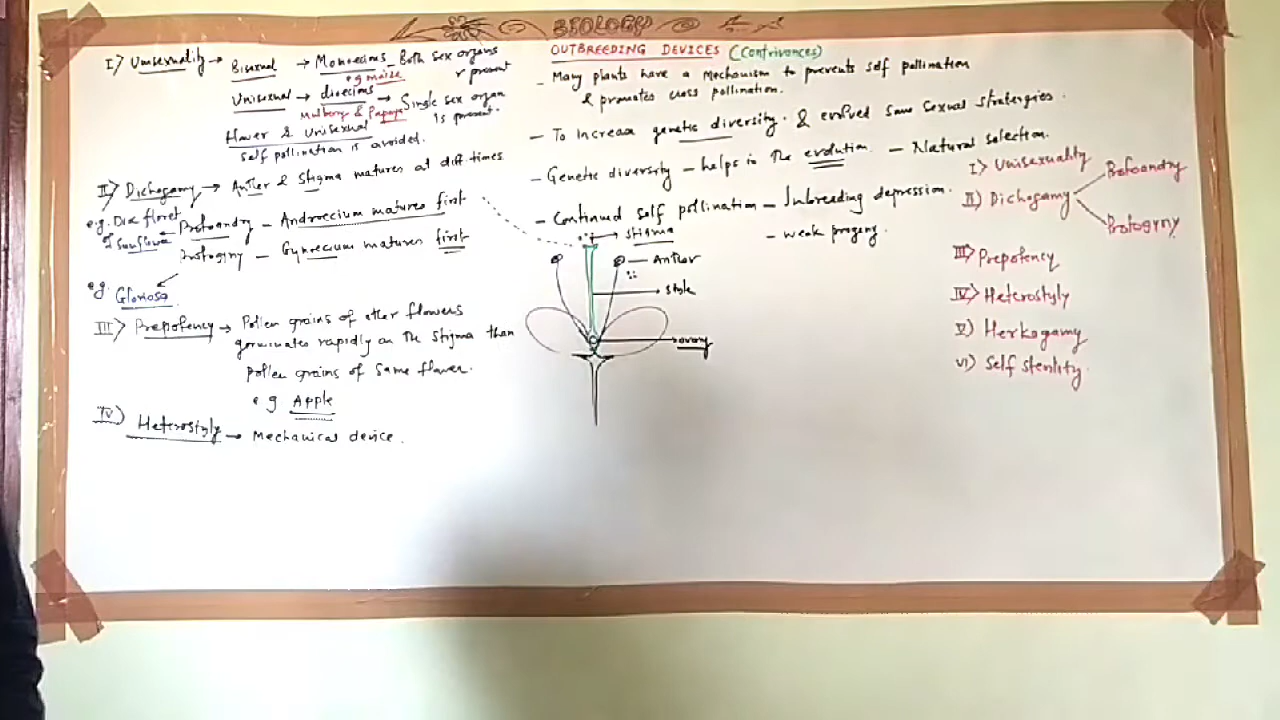 BIOLOGY
I) Unisexuality → Bisexual → Monoecious - Both sex organs r present
e.g maize
Unisexual → dioecious → Single sex organ is present.
Mulberry & Papaya
Flower & Unisexual
self pollination is avoided.
II) Dichogamy → Anther & Stigma matures at diff. times
e.g. Disc floret of Sunflower ← Protoandry - Androecium matures first
Protogyny - Gynoecium matures first
e.g. Gloriosa
III) Prepotency → Pollen grains of other flowers
germinates rapidly on the stigma than
pollen grains of same flower.
e.g. Apple
IV) Heterostyly → Mechanical device.
OUTBREEDING DEVICES (Contrivances)
- Many plants have a Mechanism to prevents self pollination
& promotes cross pollination.
- To Increase genetic diversity. & evolved some sexual stratergies.
- Genetic diversity - helps in the evolution. - Natural selection.
- Continued self pollination - Inbreeding depression.
- weak progeny.
stigma
Anther
style
ovary
I) Unisexuality
II) Dichogamy
Protoandry
Protogyny
III) Prepotency
IV) Heterostyly
V) Herkogamy
VI) Self sterility.